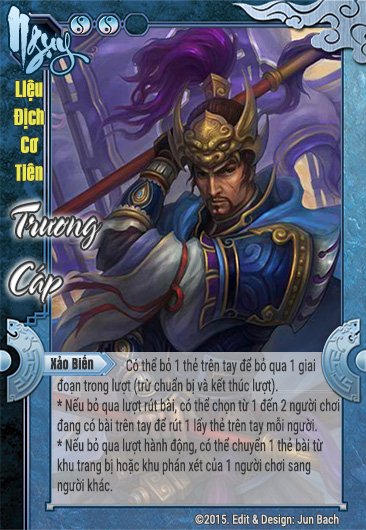 Ngụy
Liệu
Địch
Cơ
Tiên
Trương
Cáp
Xảo Biến
Có thể bỏ 1 thẻ trên tay để bỏ qua 1 giai
đoạn trong lượt (trừ chuẩn bị và kết thúc lượt).
* Nếu bỏ qua lượt rút bài, có thể chọn từ 1 đến 2 người chơi
đang có bài trên tay để rút 1 lấy thẻ trên tay mỗi người.
* Nếu bỏ qua lượt hành động, có thể chuyển 1 thẻ bài từ
khu trang bị hoặc khu phán xét của 1 người chơi sang
người khác.
©2015. Edit & Design: Jun Bach